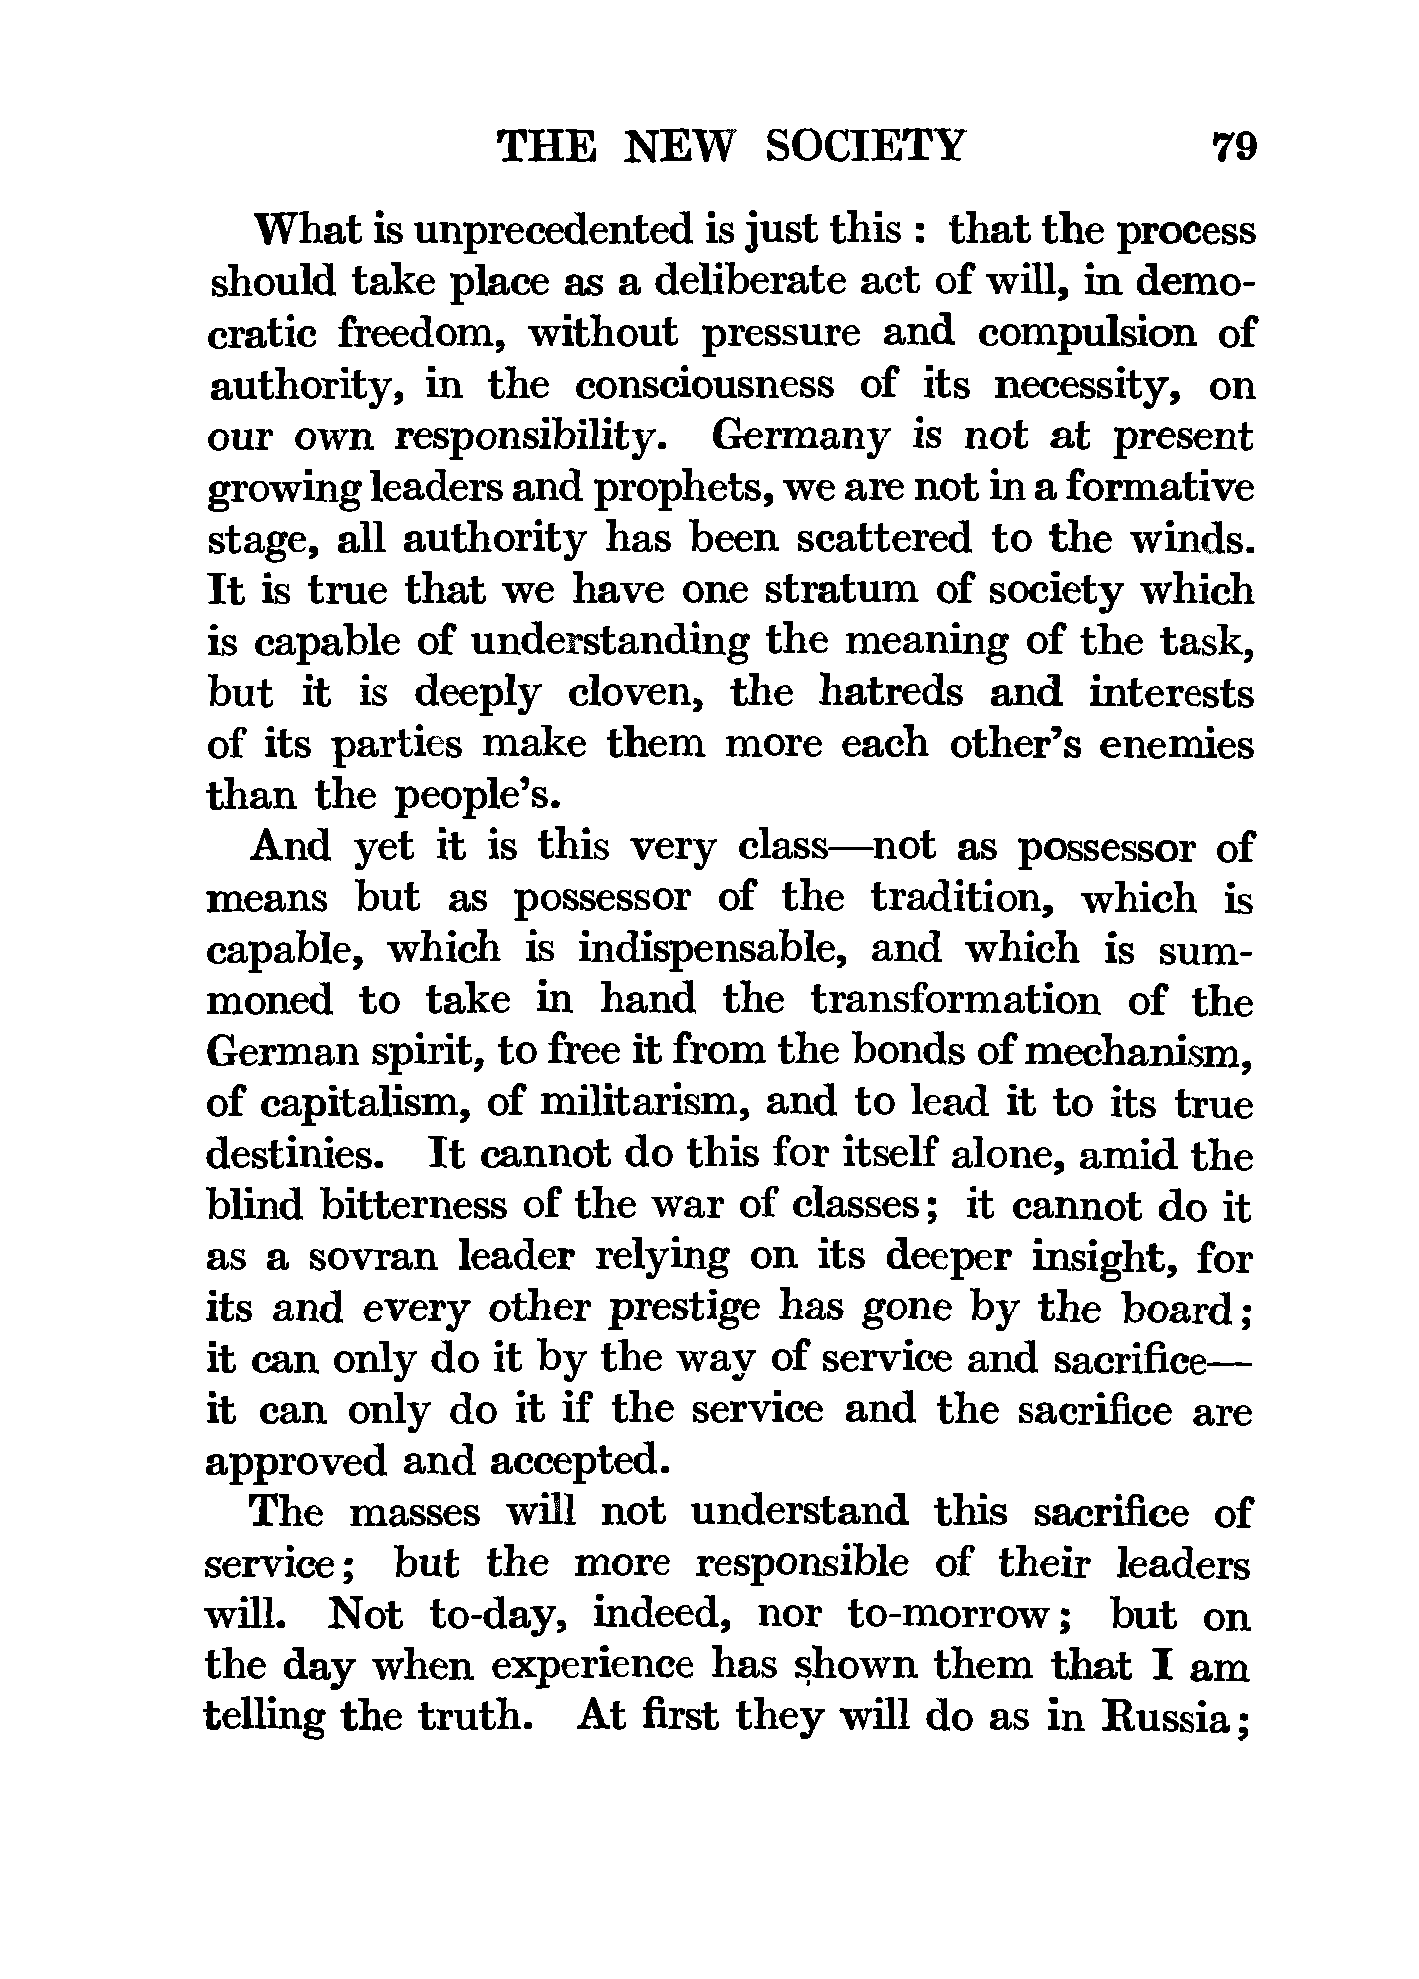 THE NEW SOCIETY 79
What is unprecedented is just this : that the process
should take place as a deliberate act of will, in demo-
cratic freedom, without pressure and compulsion of
authority, in the consciousness of its necessity, on
our own responsibility. Germany is not at present
growing leaders and prophets, we are not in a formative
stage, all authority has been scattered to the winds.
It is true that we have one stratum of society which
is capable of understanding the meaning of the task,
but it is deeply cloven, the hatreds and interests
of its parties make them more each other's enemies
than the people's.
And yet it is this very class—not as possessor of
means but as possessor of the tradition, which is
capable, which is indispensable, and which is sum-
moned to take in hand the transformation of the
German spirit, to free it from the bonds of mechanism,
of capitalism, of militarism, and to lead it to its true
destinies. It cannot do this for itself alone, amid the
blind bitterness of the war of classes; it cannot do it
as a sovran leader relying on its deeper insight, for
its and every other prestige has gone by the board;
it can only do it by the way of service and sacrifice—
it can only do it if the service and the sacrifice are
approved and accepted.
The masses will not understand this sacrifice of
service; but the more responsible of their leaders
will. Not to-day, indeed, nor to-morrow; but on
the day when experience has shown them that I am
telling the truth. At first they will do as in Russia;